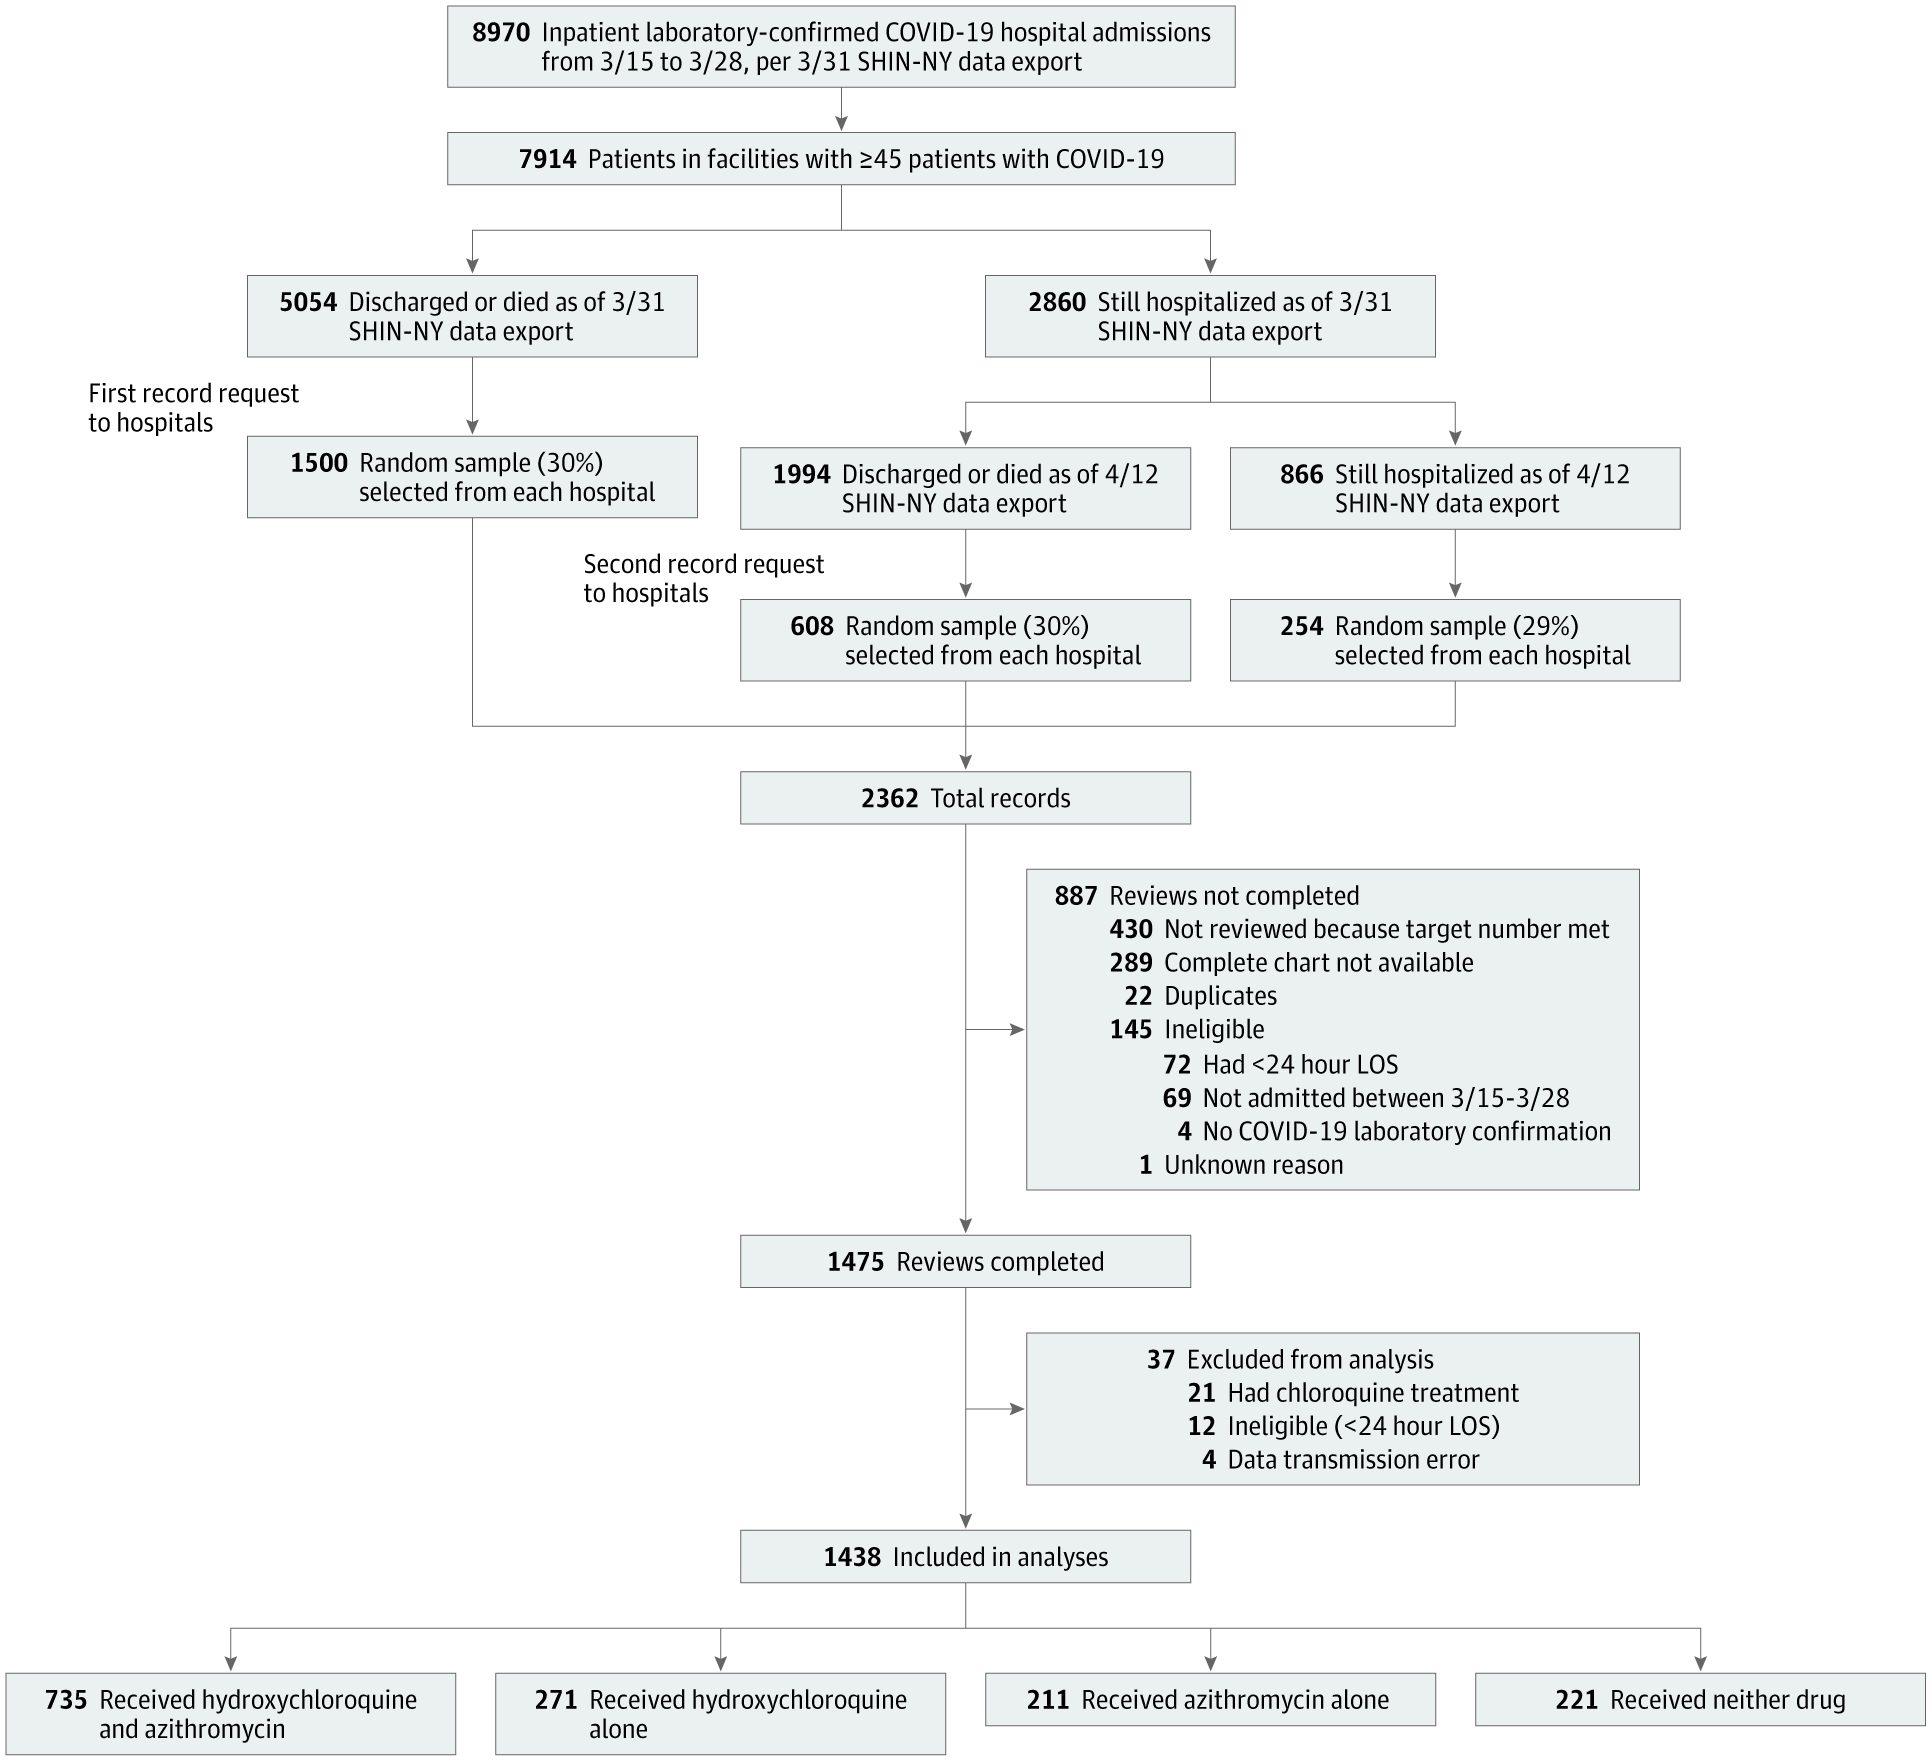 8970 Inpatient laboratory-confirmed COVID-19 hospital admissions
from 3/15 to 3/28, per 3/31 SHIN-NY data export
7914 Patients in facilities with ≥45 patients with COVID-19
5054 Discharged or died as of 3/31
SHIN-NY data export
2860 Still hospitalized as of 3/31
SHIN-NY data export
First record request
to hospitals
1500 Random sample (30%)
selected from each hospital
1994 Discharged or died as of 4/12
SHIN-NY data export
866 Still hospitalized as of 4/12
SHIN-NY data export
Second record request
to hospitals
608 Random sample (30%)
selected from each hospital
254 Random sample (29%)
selected from each hospital
2362 Total records
887 Reviews not completed
430 Not reviewed because target number met
289 Complete chart not available
22 Duplicates
145 Ineligible
72 Had <24 hour LOS
69 Not admitted between 3/15-3/28
4 No COVID-19 laboratory confirmation
1 Unknown reason
1475 Reviews completed
37 Excluded from analysis
21 Had chloroquine treatment
12 Ineligible (<24 hour LOS)
4 Data transmission error
1438 Included in analyses
735 Received hydroxychloroquine
and azithromycin
271 Received hydroxychloroquine
alone
211 Received azithromycin alone
221 Received neither drug